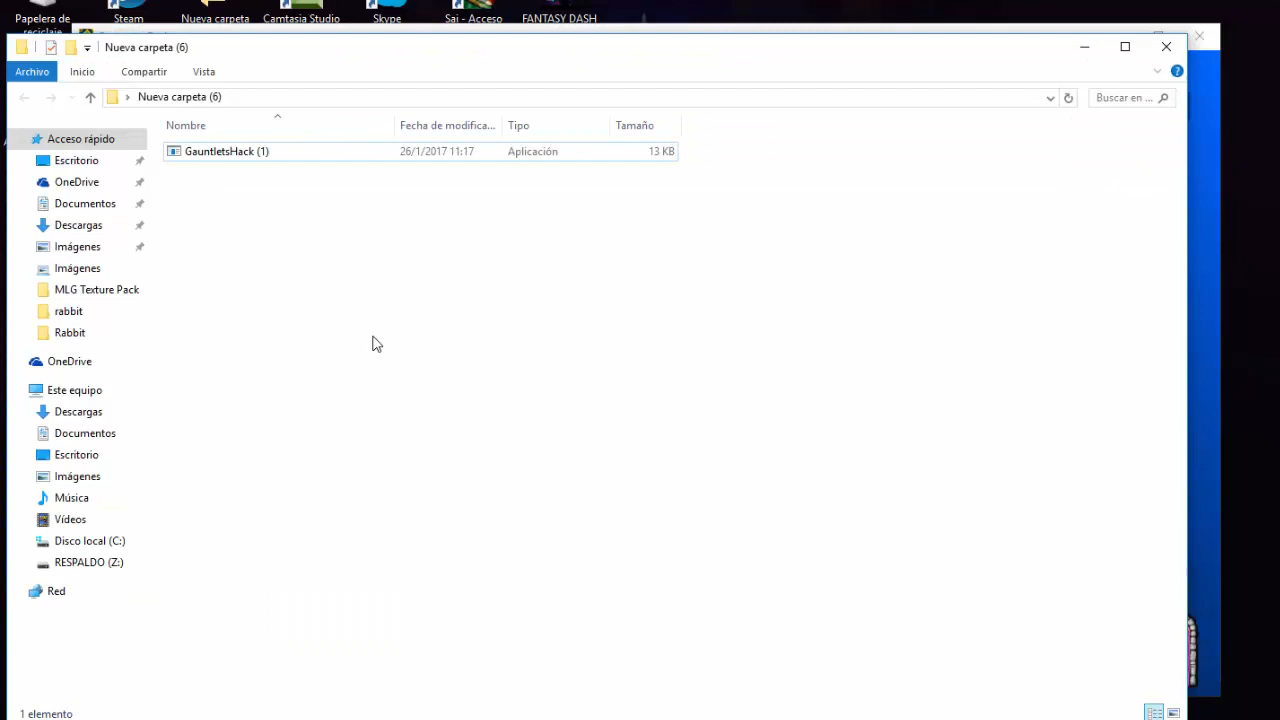 Papelera de
reciclaje
Steam
Nueva carpeta
Camtasia Studio
Skype
Sai - Acceso
FANTASY DASH
Nueva carpeta (6)
Archivo
Inicio
Compartir
Vista
Nueva carpeta (6)
Buscar en ...
Nombre
Fecha de modifica...
Tipo
Tamaño
GauntletsHack (1)
26/1/2017 11:17
Aplicación
13 KB
Acceso rápido
Escritorio
OneDrive
Documentos
Descargas
Imágenes
Imágenes
MLG Texture Pack
rabbit
Rabbit
OneDrive
Este equipo
Descargas
Documentos
Escritorio
Imágenes
Música
Vídeos
Disco local (C:)
RESPALDO (Z:)
Red
1 elemento